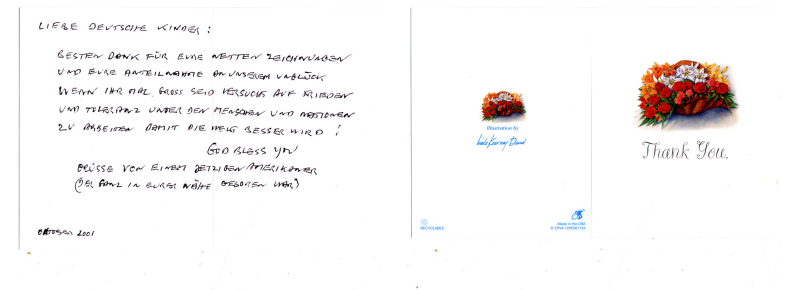 LIEBE DEUTSCHE KINDER:
BESTEN DANK FÜR EURE NETTEN ZEICHNUNGEN
UND EURE ANTEILNAHME AN UNSEREM UNGLÜCK
WENN IHR MAL GROSS SEID VERSUCHT AUF FRIEDEN
UND TOLERANZ UNTER DEN MENSCHEN UND NATIONEN
ZU ARBEITEN DAMIT DIE WELT BESSER WIRD!
GOD BLESS YOU
GRÜSSE VON EINEM JETZIGEN AMERIKANER
(DER GANZ IN EURER NÄHE GEBOREN WAR)
OKTOBER 2001
Illustration by
RECYCLABLE
Made in the USA
Thank You.